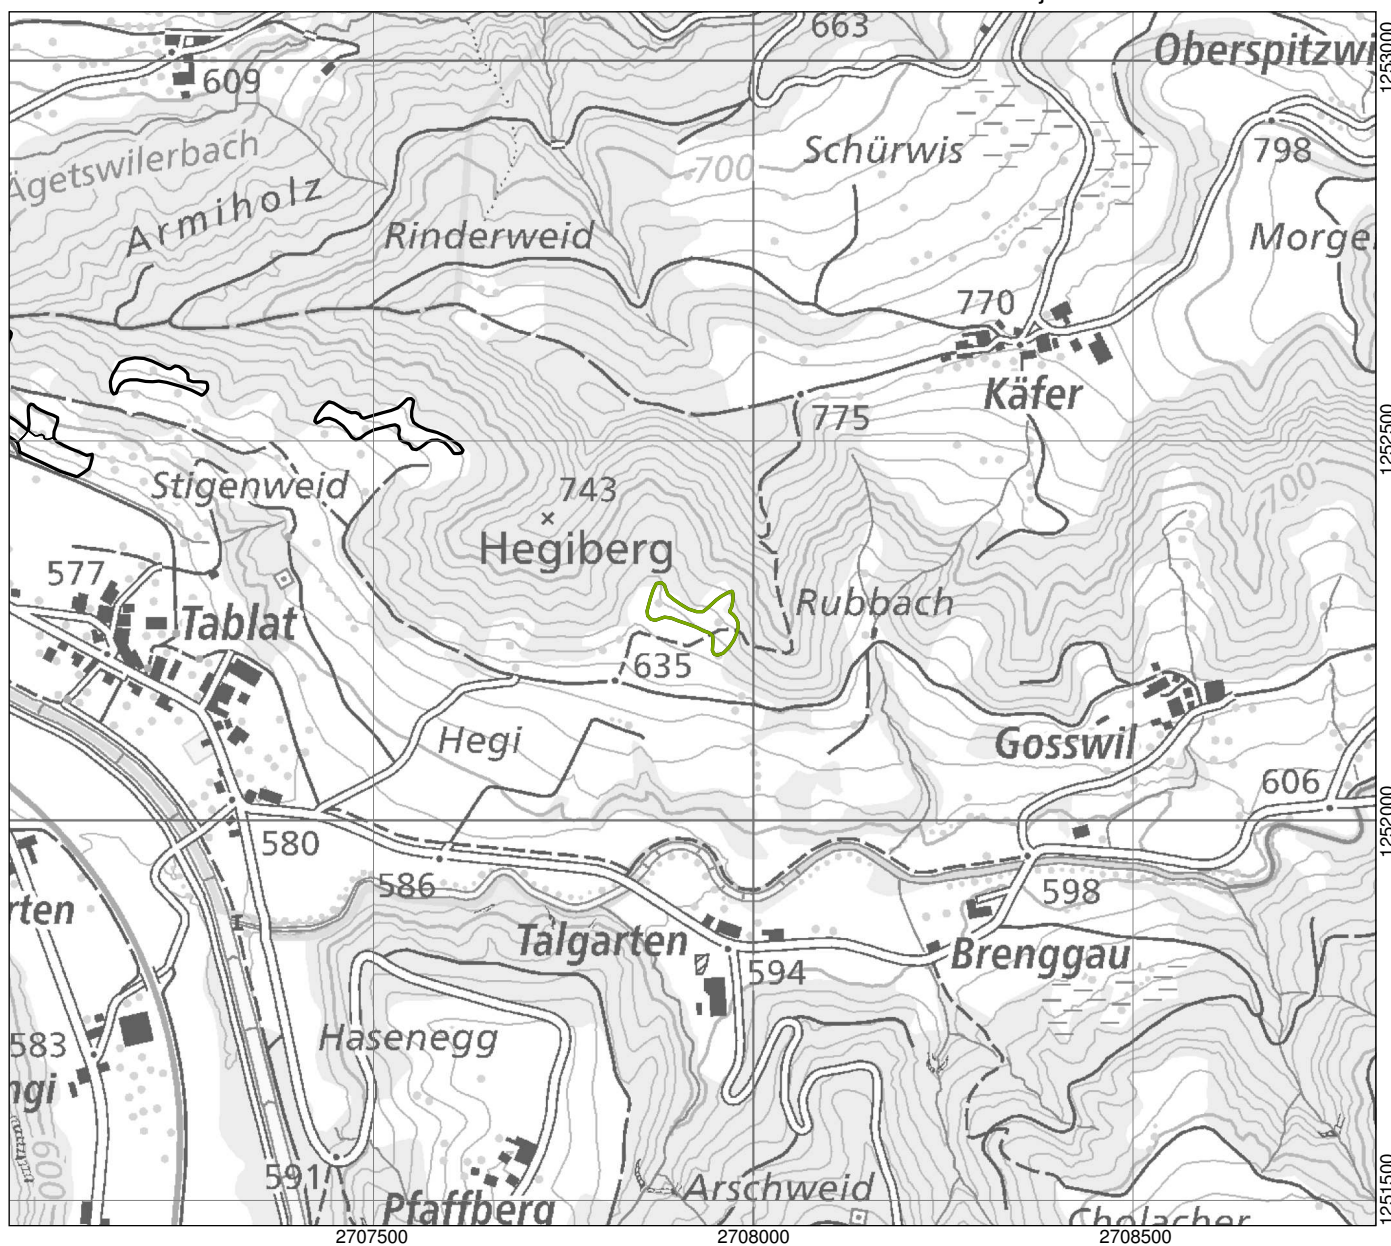 663
Oberspitzwi
1253000
609
Schürwis
798
Ägetswilerbach
700
Armiholz
Rinderweid
Morge
770
Käfer
775
1252500
Stigenweid
743
700
Hegiberg
577
Rubbach
Tablat
635
Hegi
Gosswil
606
1252000
580
586
598
rten
Talgarten
Brenggau
594
583
Hasenegg
ngi
600
591
Arschweid
1251500
Pfaffberg
Cholacher
2707500
2708000
2708500